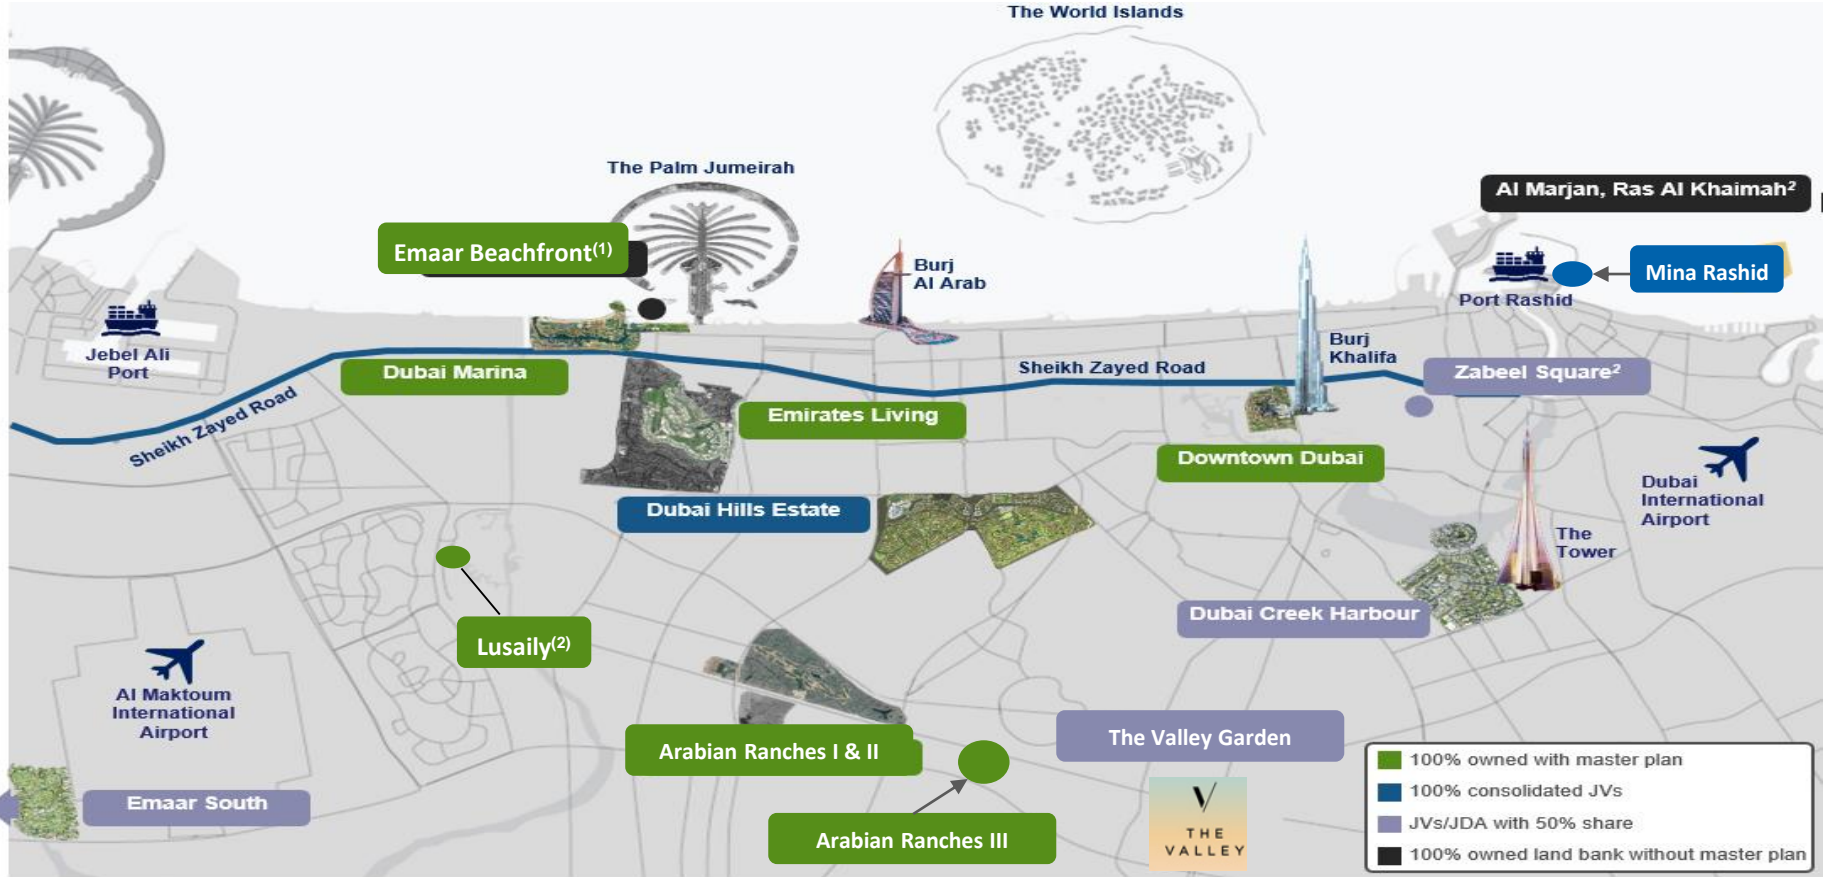 The World Islands
The Palm Jumeirah
Al Marjan, Ras Al Khaimah²
Emaar Beachfront⁽¹⁾
Burj
Al Arab
Mina Rashid
Port Rashid
Jebel Ali
Port
Burj
Khalifa
Dubai Marina
Sheikh Zayed Road
Zabeel Square²
Sheikh Zayed Road
Emirates Living
Downtown Dubai
Dubai
International
Airport
Dubai Hills Estate
The
Tower
Dubai Creek Harbour
Lusaily⁽²⁾
Al Maktoum
International
Airport
Arabian Ranches I & II
The Valley Garden
100% owned with master plan
100% consolidated JVs
JVs/JDA with 50% share
100% owned land bank without master plan
Emaar South
Arabian Ranches III
V
THE
VALLEY